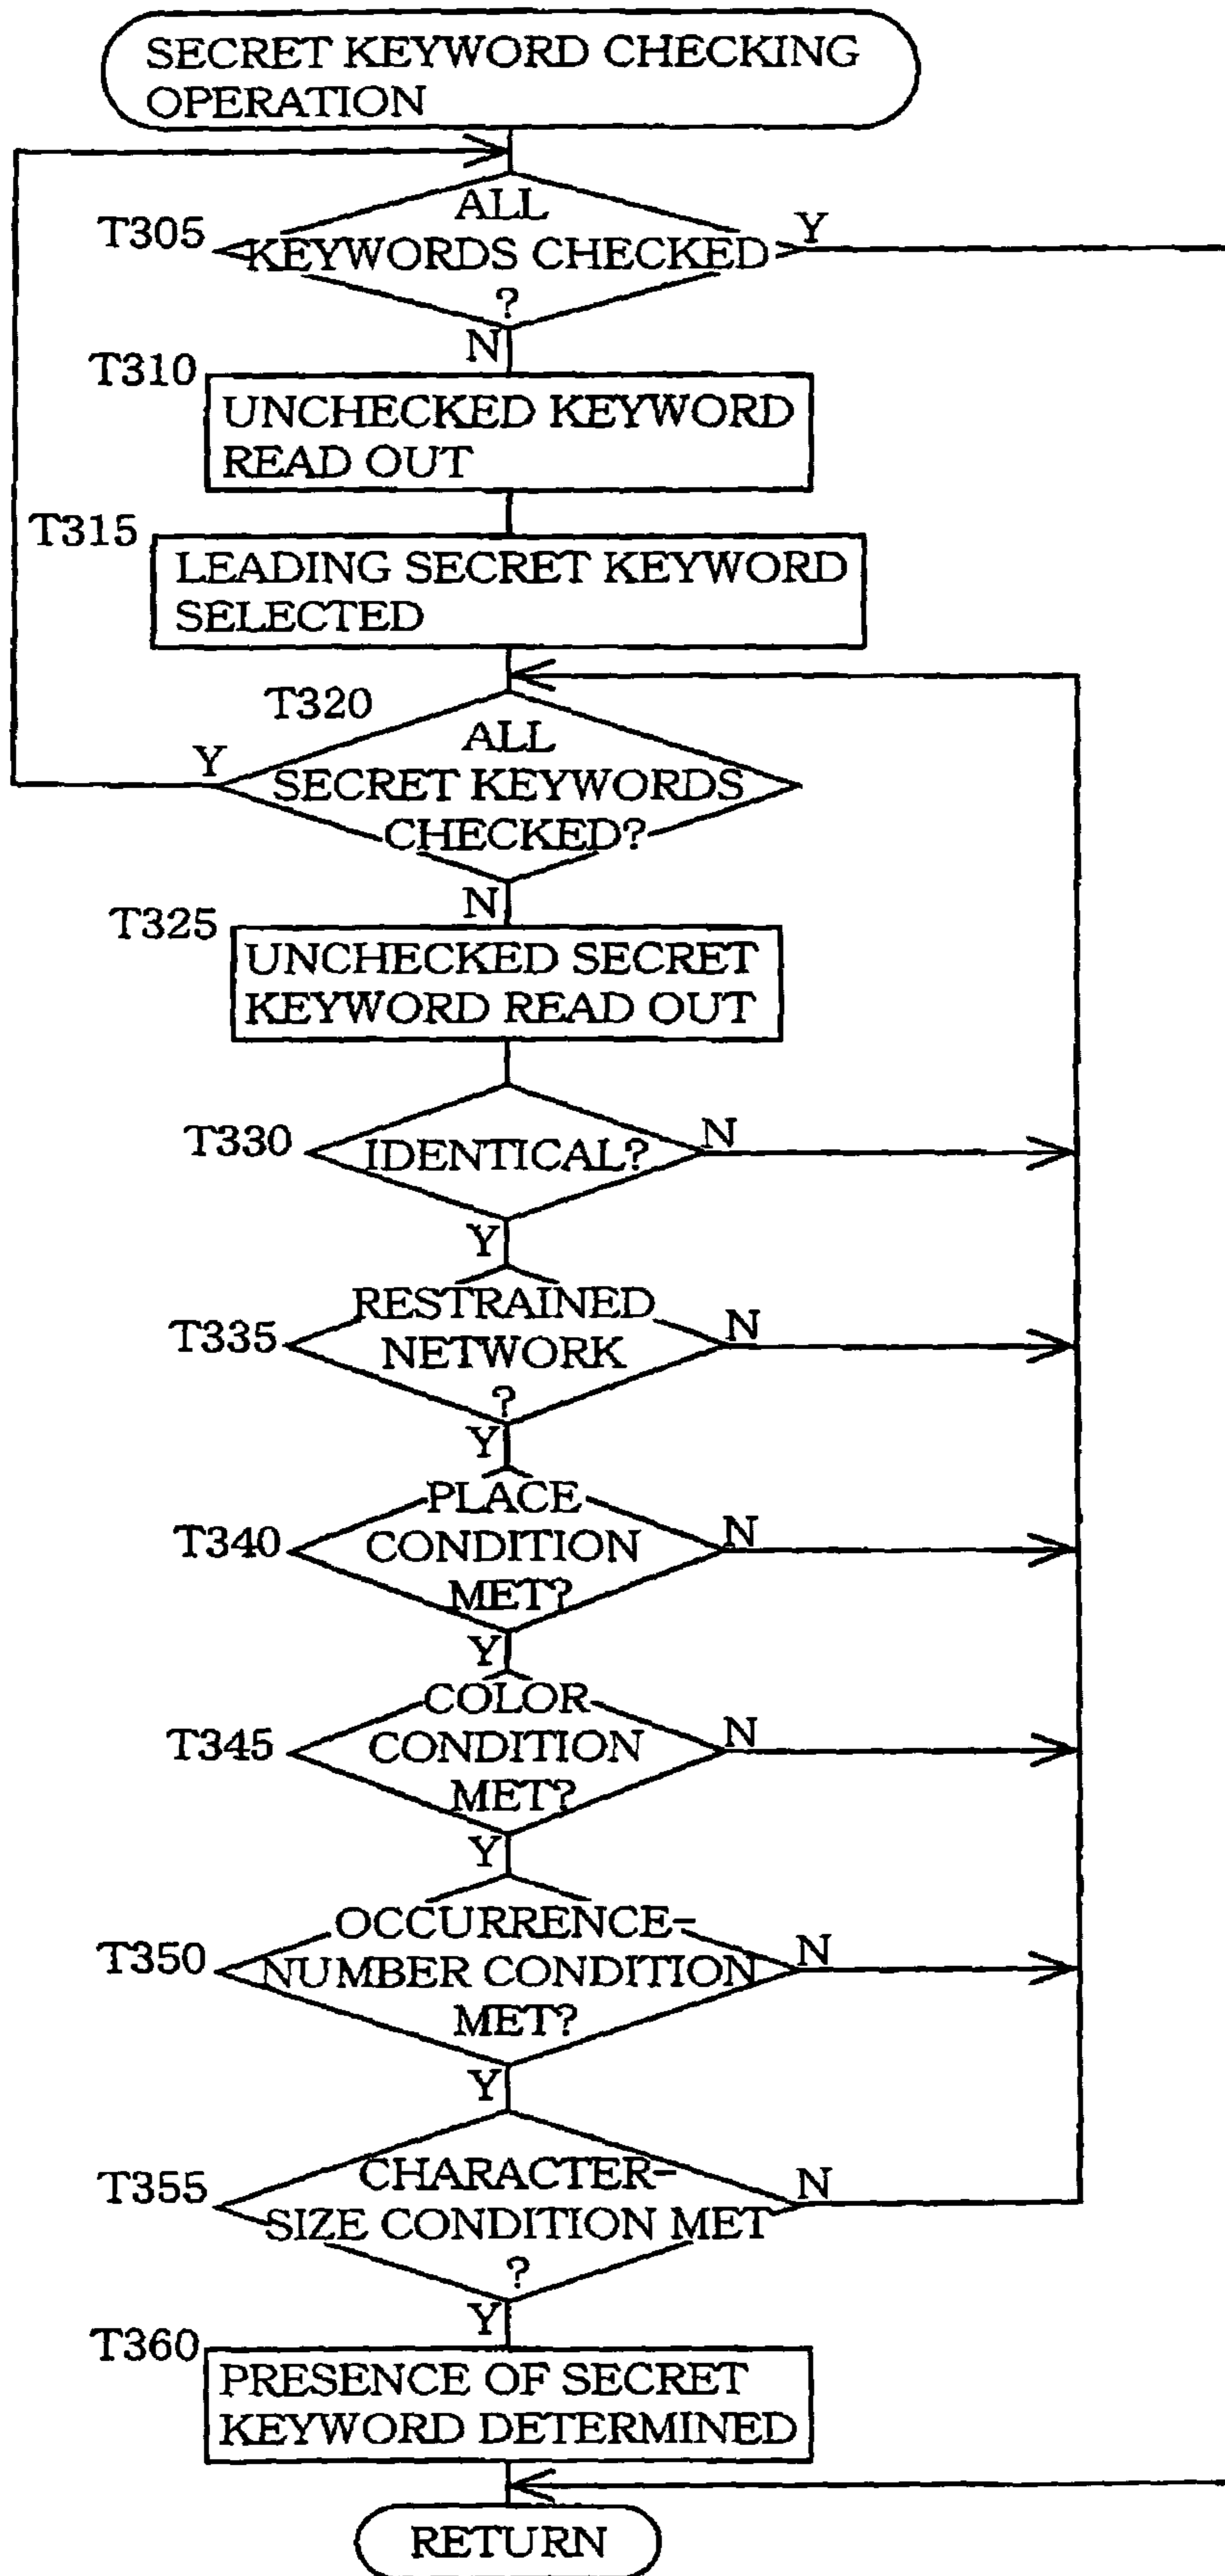 SECRET KEYWORD CHECKING
OPERATION
T305
ALL
KEYWORDS CHECKED
?
Y
N
T310
UNCHECKED KEYWORD
READ OUT
T315
LEADING SECRET KEYWORD
SELECTED
T320
ALL
SECRET KEYWORDS
CHECKED?
Y
N
T325
UNCHECKED SECRET
KEYWORD READ OUT
T330
IDENTICAL?
N
Y
T335
RESTRAINED
NETWORK
?
N
Y
T340
PLACE
CONDITION
MET?
N
Y
T345
COLOR
CONDITION
MET?
N
Y
T350
OCCURRENCE-
NUMBER CONDITION
MET?
N
Y
T355
CHARACTER-
SIZE CONDITION MET
?
N
Y
T360
PRESENCE OF SECRET
KEYWORD DETERMINED
RETURN